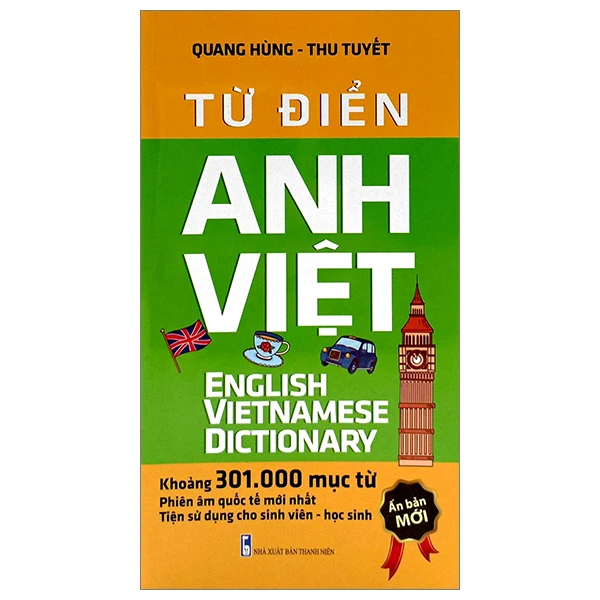 QUANG HÙNG - THU TUYẾT
TỪ ĐIỂN
ANH
VIỆT
ENGLISH
VIETNAMESE
DICTIONARY
Khoảng 301.000 mục từ
Phiên âm quốc tế mới nhất
Tiện sử dụng cho sinh viên - học sinh
Ấn bản
MỚI
NHÀ XUẤT BẢN THANH NIÊN